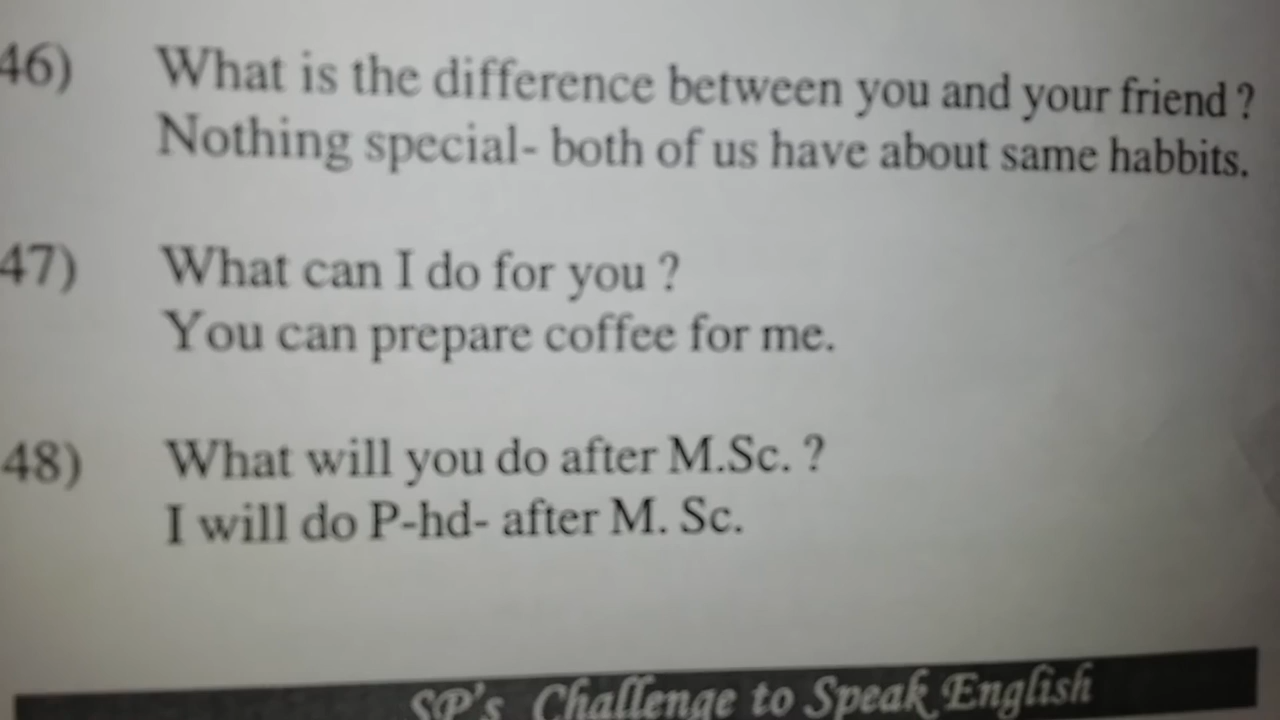 46) What is the difference between you and your friend ?
Nothing special- both of us have about same habbits.
47) What can I do for you ?
You can prepare coffee for me.
48) What will you do after M.Sc. ?
I will do P-hd- after M. Sc.
SP's Challenge to Speak English